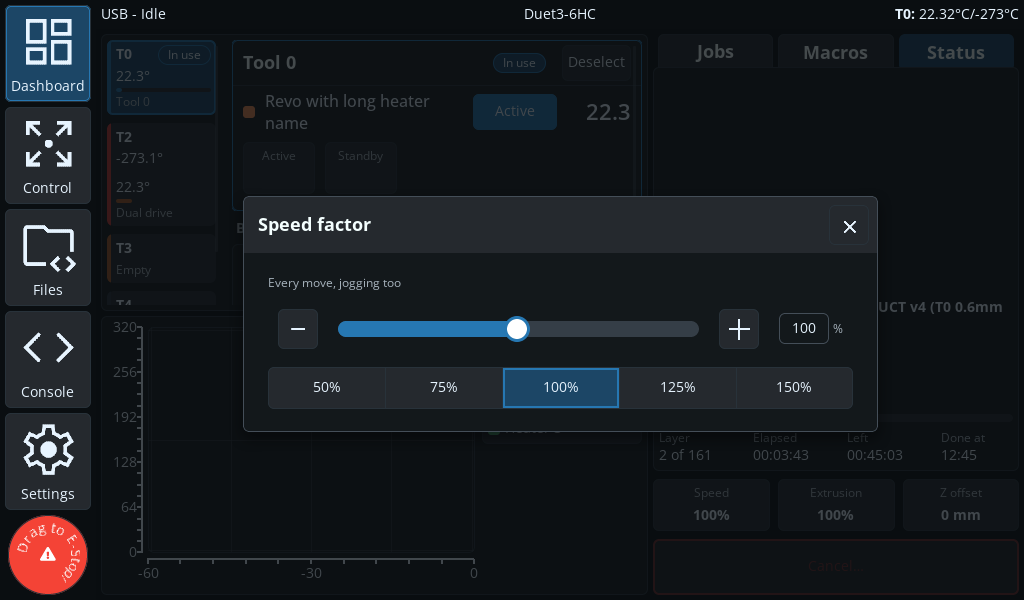 USB - Idle
Duet3-6HC
T0: 22.32°C/-273°C
Dashboard
Control
Files
Console
Settings
Drag to E-Stop!
T0
In use
22.3°
Tool 0
T2
-273.1°
22.3°
Dual drive
T3
Empty
T4
Tool 0
In use
Deselect
Revo with long heater
name
Active
22.3
Active
Standby
Jobs
Macros
Status
Speed factor
Every move, jogging too
100 %
50%
75%
100%
125%
150%
UCT v4 (T0 0.6mm
320
256
192
128
64
0
-60
-30
0
Layer
Elapsed
Left
Done at
2 of 161
00:03:43
00:45:03
12:45
Speed
Extrusion
Z offset
100%
100%
0 mm
Cancel...